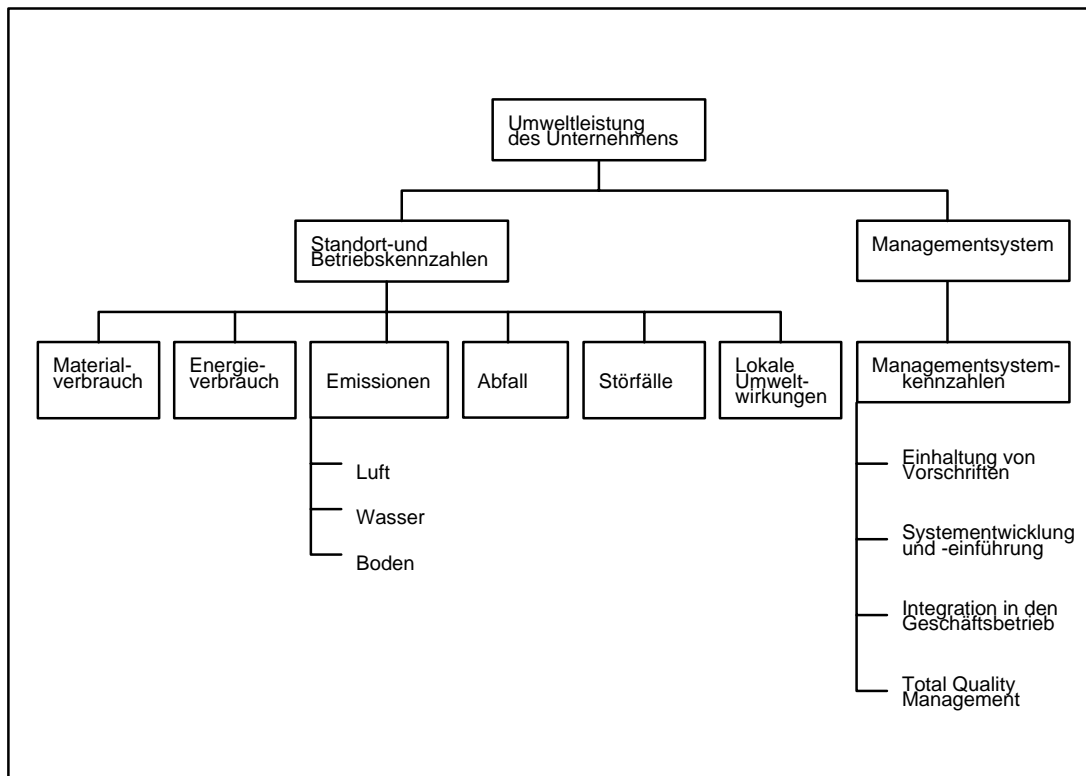 Umweltleistung
des Unternehmens
Standort-und
Betriebskennzahlen
Managementsystem
Material-
verbrauch
Energie-
verbrauch
Emissionen
Abfall
Störfälle
Lokale
Umwelt-
wirkungen
Managementsystem-
kennzahlen
Luft
Wasser
Boden
Einhaltung von
Vorschriften
Systementwicklung
und -einführung
Integration in den
Geschäftsbetrieb
Total Quality
Management